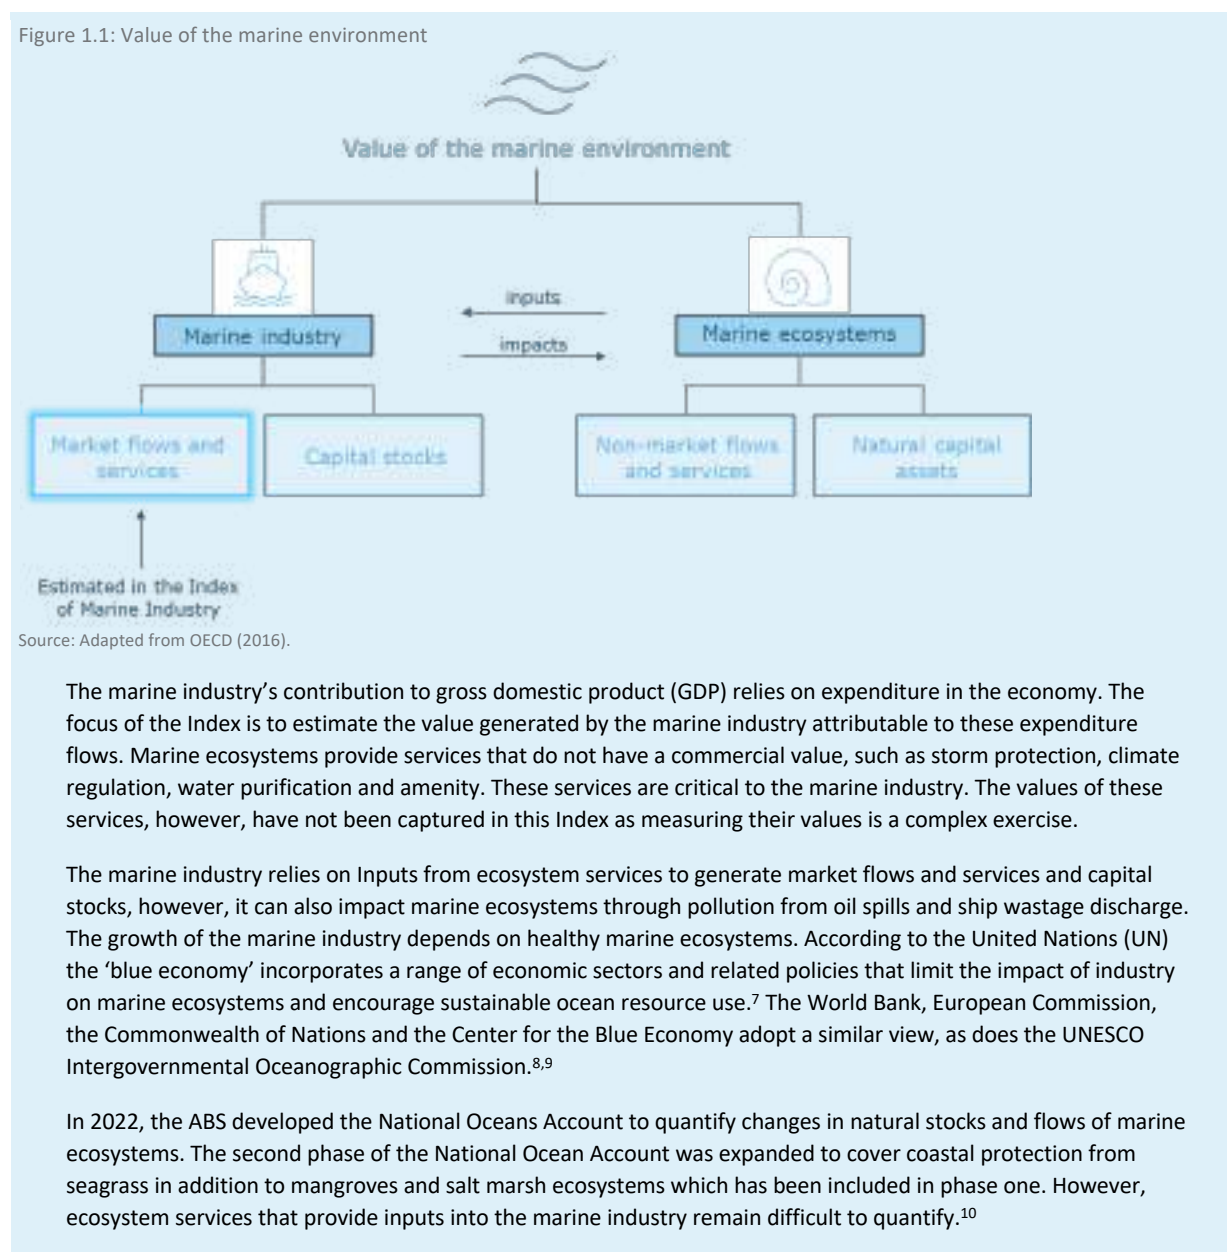 Figure 1.1: Value of the marine environment
Value of the marine environment
inputs
Marine industry
Marine ecosystems
impacts
Market flows and
services
Capital stocks
Non-market flows
and services
Natural capital
assets
Estimated in the Index
of Marine Industry
Source: Adapted from OECD (2016).
The marine industry’s contribution to gross domestic product (GDP) relies on expenditure in the economy. The
focus of the Index is to estimate the value generated by the marine industry attributable to these expenditure
flows. Marine ecosystems provide services that do not have a commercial value, such as storm protection, climate
regulation, water purification and amenity. These services are critical to the marine industry. The values of these
services, however, have not been captured in this Index as measuring their values is a complex exercise.
The marine industry relies on Inputs from ecosystem services to generate market flows and services and capital
stocks, however, it can also impact marine ecosystems through pollution from oil spills and ship wastage discharge.
The growth of the marine industry depends on healthy marine ecosystems. According to the United Nations (UN)
the ‘blue economy’ incorporates a range of economic sectors and related policies that limit the impact of industry
on marine ecosystems and encourage sustainable ocean resource use.7 The World Bank, European Commission,
the Commonwealth of Nations and the Center for the Blue Economy adopt a similar view, as does the UNESCO
Intergovernmental Oceanographic Commission.8,9
In 2022, the ABS developed the National Oceans Account to quantify changes in natural stocks and flows of marine
ecosystems. The second phase of the National Ocean Account was expanded to cover coastal protection from
seagrass in addition to mangroves and salt marsh ecosystems which has been included in phase one. However,
ecosystem services that provide inputs into the marine industry remain difficult to quantify.10